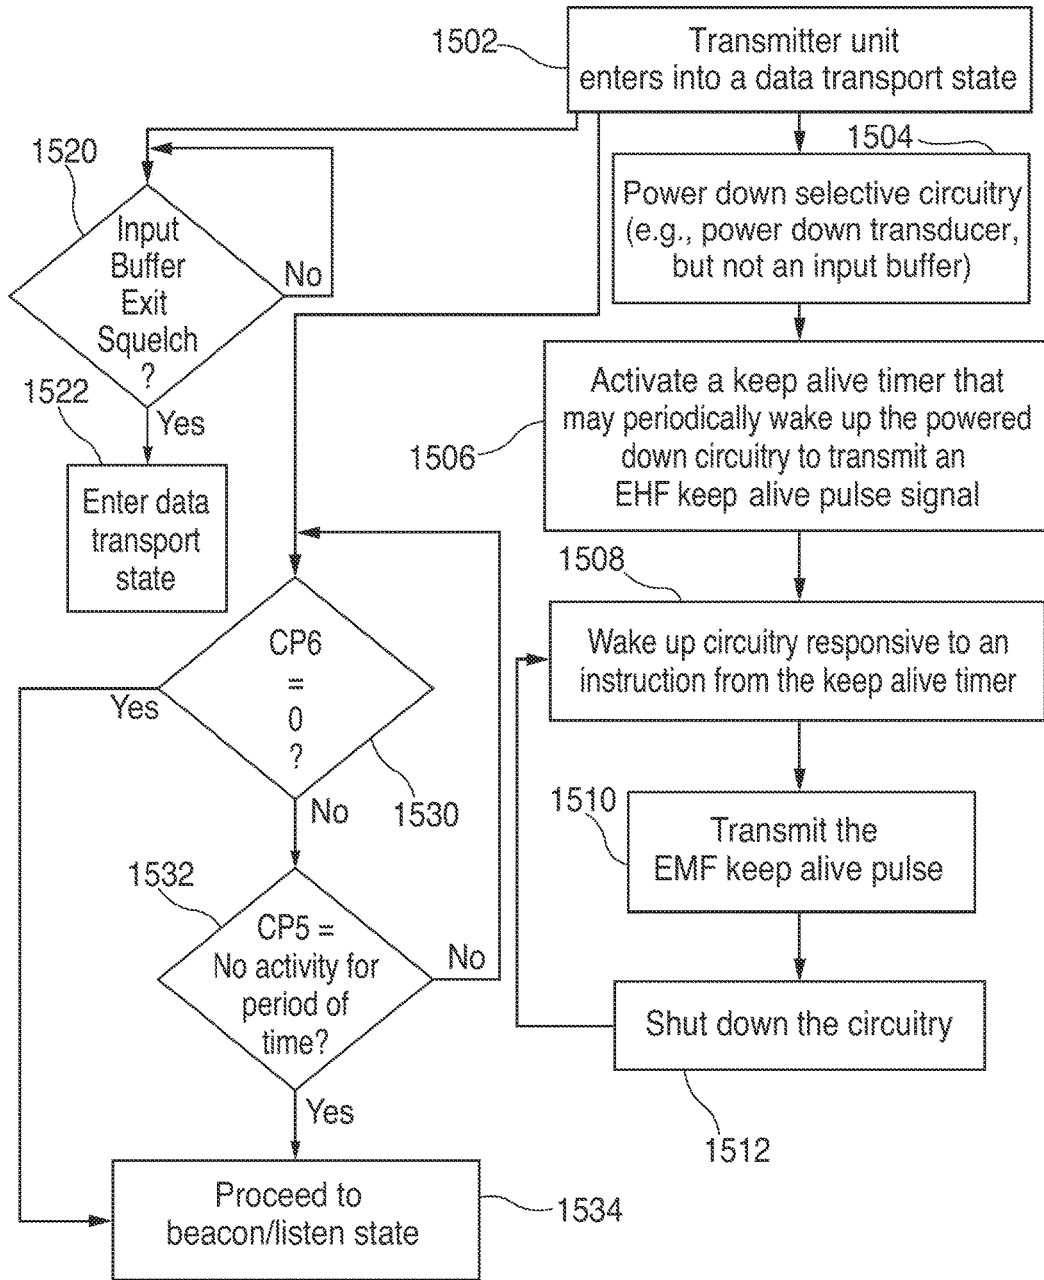 1502
Transmitter unit
enters into a data transport state
1504
Power down selective circuitry
(e.g., power down transducer,
but not an input buffer)
1506
Activate a keep alive timer that
may periodically wake up the powered
down circuitry to transmit an
EHF keep alive pulse signal
1508
Wake up circuitry responsive to an
instruction from the keep alive timer
1510
Transmit the
EMF keep alive pulse
Shut down the circuitry
1512
1520
Input
Buffer
Exit
Squelch
?
No
Yes
1522
Enter data
transport
state
CP6
=
0
?
Yes
No
1530
1532
CP5 =
No activity for
period of
time?
No
Yes
Proceed to
beacon/listen state
1534